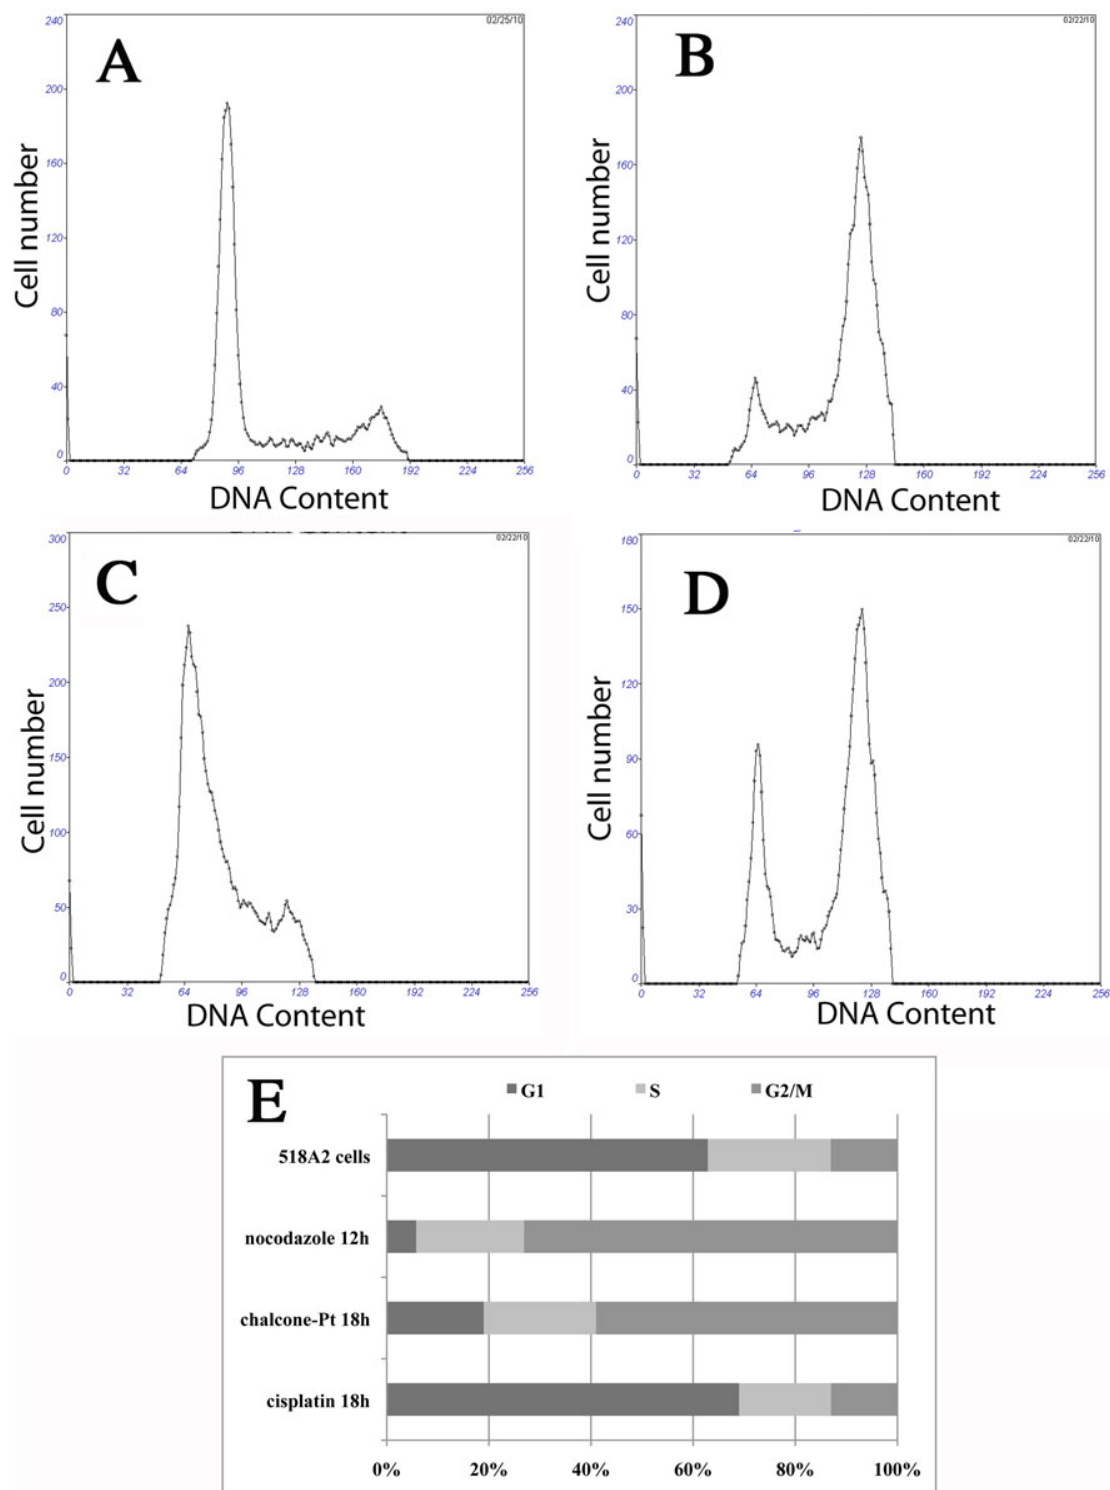 240
02/25/10
A
200
160
120
80
40
0
Cell number
0 32 64 96 128 160 192 224 256
DNA Content
240
02/22/10
B
200
160
120
80
40
0
Cell number
0 32 64 96 128 160 192 224 256
DNA Content
300
02/22/10
C
250
200
150
100
50
0
Cell number
0 32 64 96 128 160 192 224 256
DNA Content
180
02/22/10
D
150
120
90
60
30
0
Cell number
0 32 64 96 128 160 192 224 256
DNA Content
E
G1 S G2/M
518A2 cells
nocodazole 12h
chalcone-Pt 18h
cisplatin 18h
0% 20% 40% 60% 80% 100%